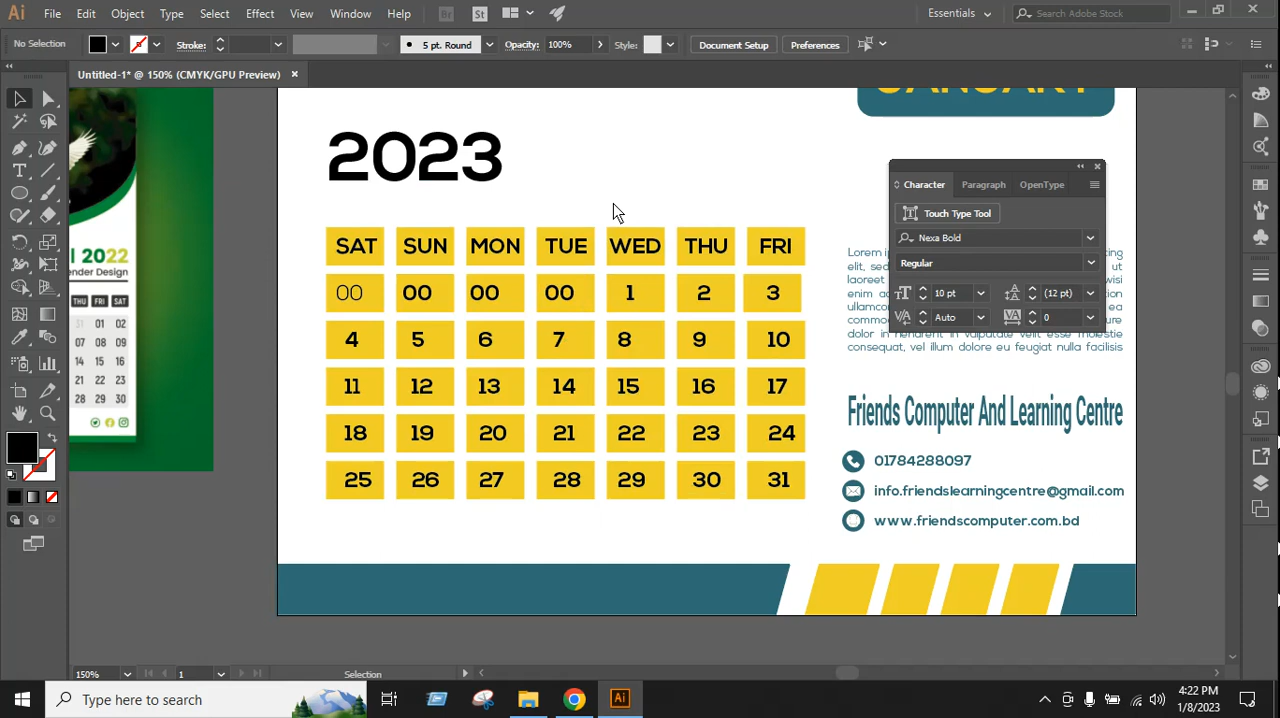 Ai File Edit Object Type Select Effect View Window Help Br St Essentials Search Adobe Stock
No Selection Stroke: 5 pt. Round Opacity: 100% Style: Document Setup Preferences
Untitled-1* @ 150% (CMYK/GPU Preview)
2023
Character Paragraph OpenType
Touch Type Tool
Nexa Bold
Regular
10 pt (12 pt)
Auto 0
SAT SUN MON TUE WED THU FRI
00 00 00 00 1 2 3
4 5 6 7 8 9 10
11 12 13 14 15 16 17
18 19 20 21 22 23 24
25 26 27 28 29 30 31
2022
ender Design
THU FRI SAT
31 01 02
07 08 09
14 15 16
21 22 23
28 29 30
Lorem
elit, sed
laoreet
enim
dolor in hendrerit in vulputate velit esse molestie
consequat, vel illum dolore eu feugiat nulla facilisis
Friends Computer And Learning Centre
01784288097
info.friendslearningcentre@gmail.com
www.friendscomputer.com.bd
150% 1 Selection
Type here to search
Ai
4:22 PM
1/8/2023